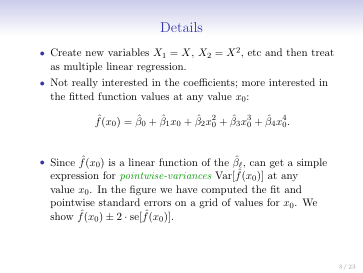 Details
• Create new variables X₁ = X, X₂ = X², etc and then treat
as multiple linear regression.
• Not really interested in the coefficients; more interested in
the fitted function values at any value x₀:
f̂(x₀) = β̂₀ + β̂₁x₀ + β̂₂x₀² + β̂₃x₀³ + β̂₄x₀⁴.
• Since f̂(x₀) is a linear function of the β̂ℓ, can get a simple
expression for pointwise-variances Var[f̂(x₀)] at any
value x₀. In the figure we have computed the fit and
pointwise standard errors on a grid of values for x₀. We
show f̂(x₀) ± 2 · se[f̂(x₀)].
3 / 23